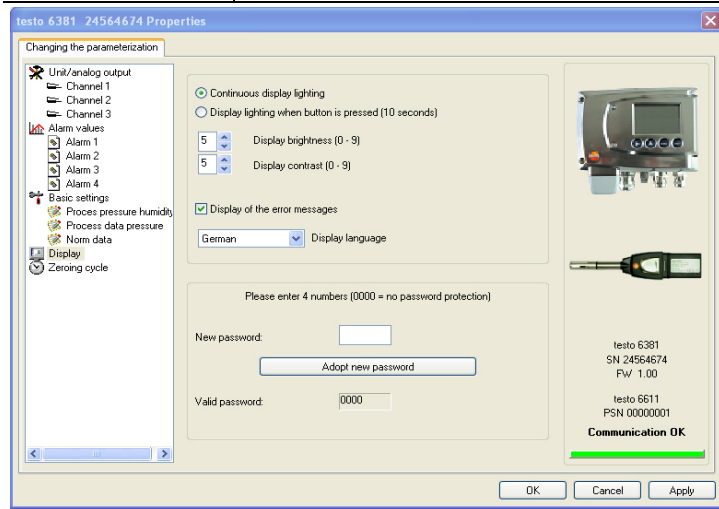 testo 6381  24564674 Properties
Changing the parameterization
Unit/analog output
Channel 1
Channel 2
Channel 3
Alarm values
Alarm 1
Alarm 2
Alarm 3
Alarm 4
Basic settings
Proces pressure humidity
Process data pressure
Norm data
Display
Zeroing cycle
Continuous display lighting
Display lighting when button is pressed (10 seconds)
5 Display brightness (0 - 9)
5 Display contrast (0 - 9)
Display of the error messages
German Display language
Please enter 4 numbers (0000 = no password protection)
New password:
Adopt new password
Valid password: 0000
testo 6381
SN 24564674
FW 1.00
testo 6611
PSN 00000001
Communication OK
OK Cancel Apply